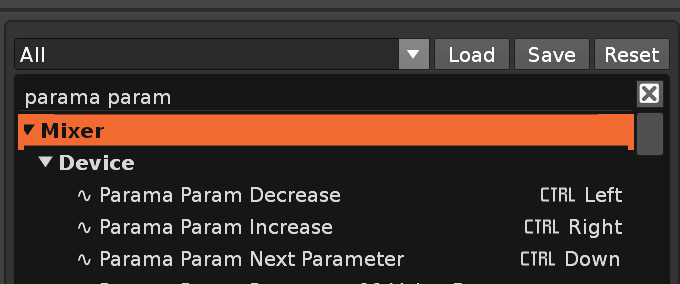 All Load Save Reset
parama param
Mixer
Device
Parama Param Decrease CTRL Left
Parama Param Increase CTRL Right
Parama Param Next Parameter CTRL Down